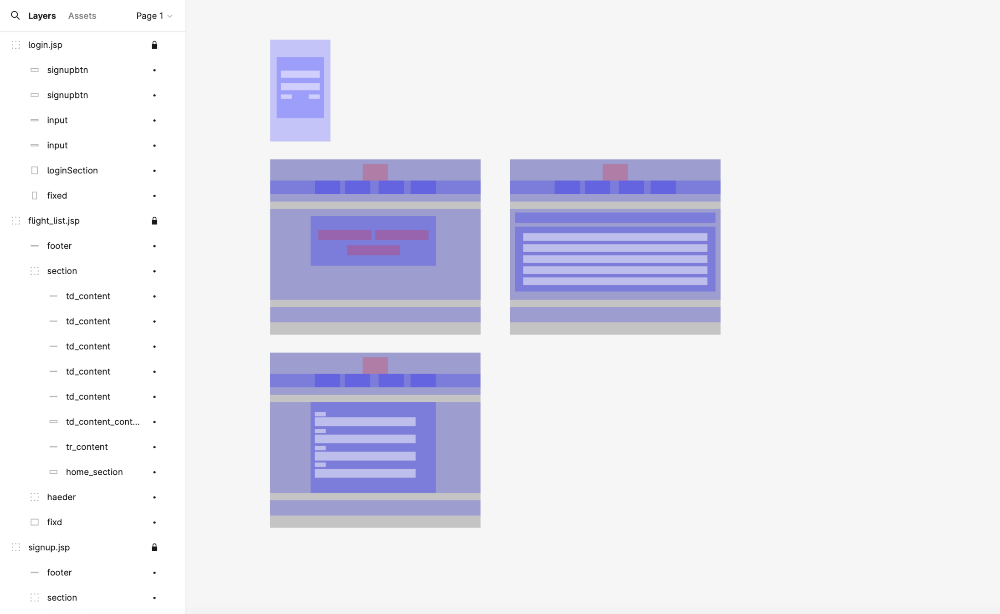 Layers Assets Page 1
login.jsp
signupbtn
signupbtn
input
input
loginSection
fixed
flight_list.jsp
footer
section
td_content
td_content
td_content
td_content
td_content
td_content_cont...
tr_content
home_section
haeder
fixd
signup.jsp
footer
section